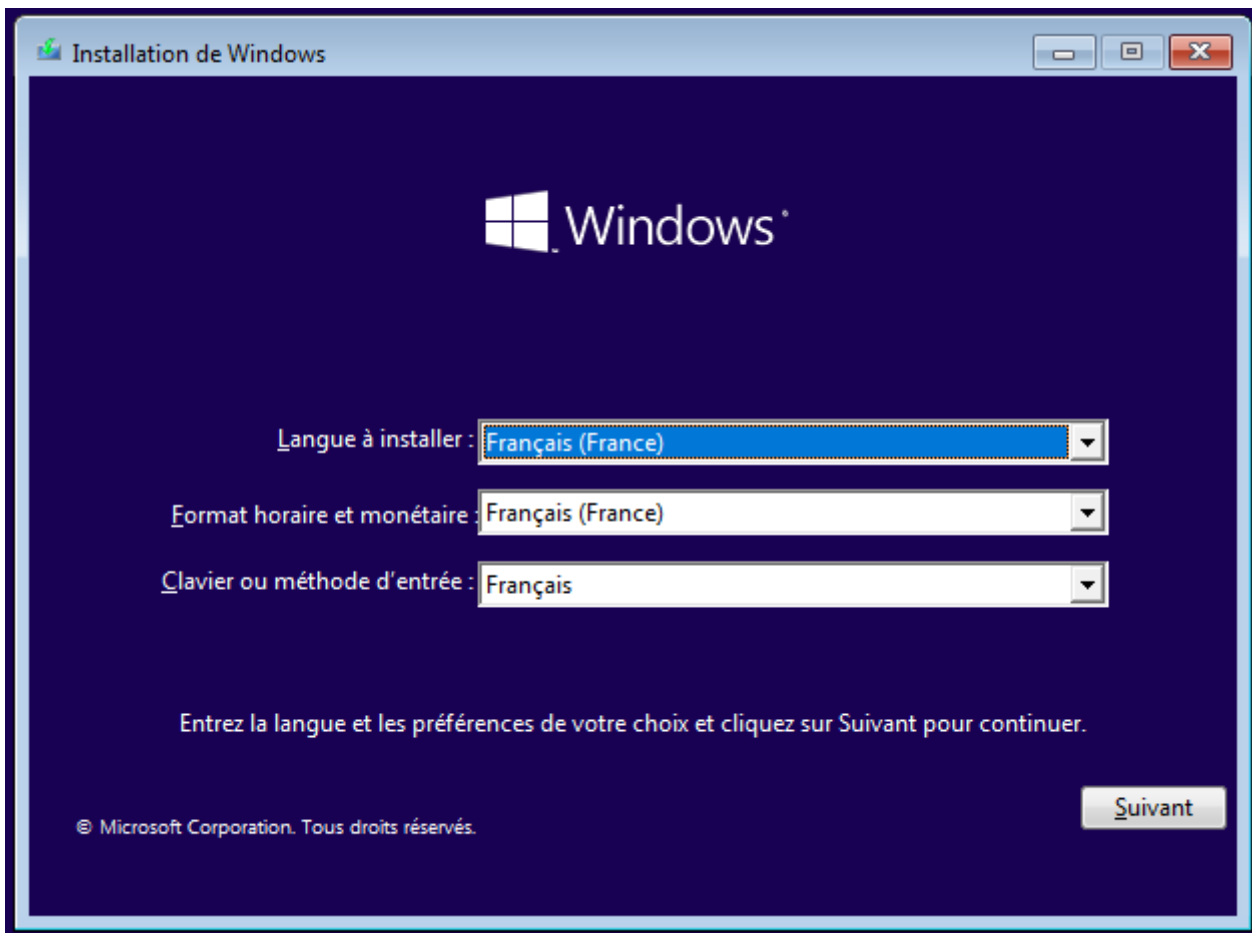 Installation de Windows
Windows
Langue à installer : Français (France)
Format horaire et monétaire : Français (France)
Clavier ou méthode d'entrée : Français
Entrez la langue et les préférences de votre choix et cliquez sur Suivant pour continuer.
Suivant
© Microsoft Corporation. Tous droits réservés.